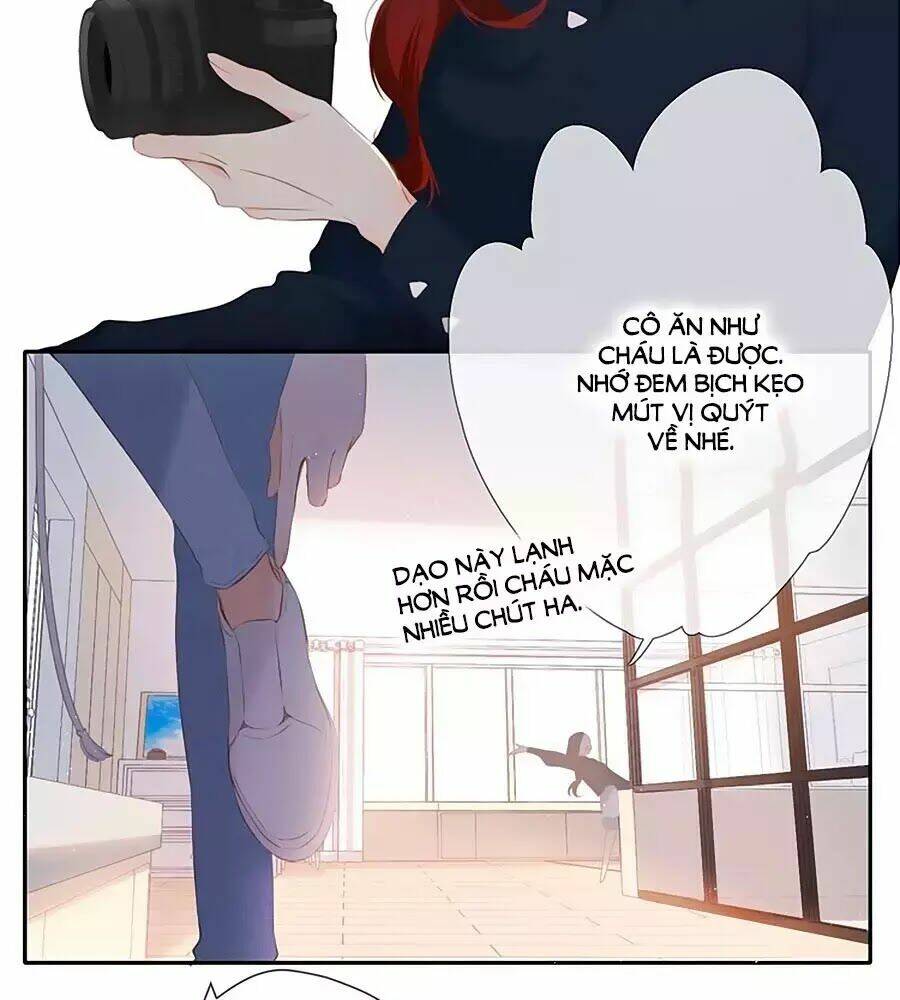 CÔ ĂN NHƯ
CHÁU LÀ ĐƯỢC.
NHỚ ĐEM BỊCH KẸO
MÚT VỊ QUÝT
VỀ NHÉ.
DẠO NÀY LẠNH
HƠN RỒI CHÁU MẶC
NHIỀU CHÚT HA.